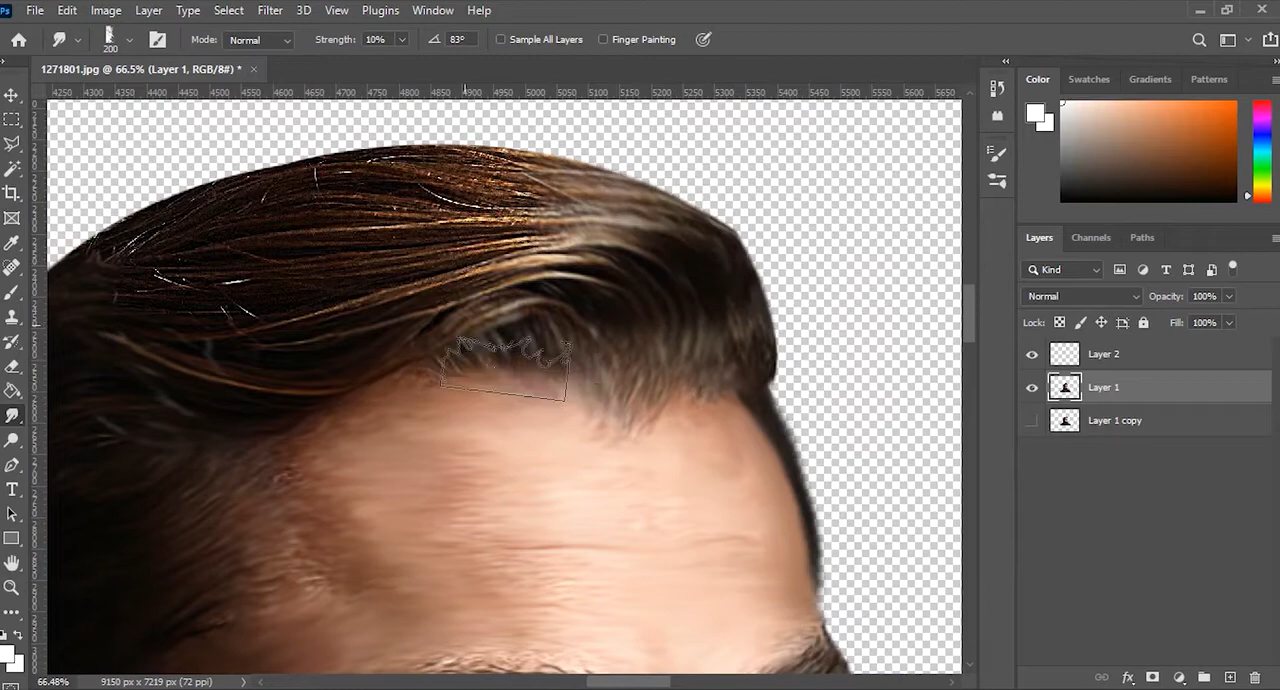 Ps File Edit Image Layer Type Select Filter 3D View Plugins Window Help
200 Mode: Normal Strength: 10% 83° Sample All Layers Finger Painting
1271801.jpg @ 66.5% (Layer 1, RGB/8#) * ×
4250 4300 4350 4400 4450 4500 4550 4600 4650 4700 4750 4800 4850 4900 4950 5000 5050 5100 5150 5200 5250 5300 5350 5400 5450 5500 5550 5600 5650
Color Swatches Gradients Patterns
Layers Channels Paths
Kind
Normal Opacity: 100%
Lock: Fill: 100%
Layer 2
Layer 1
Layer 1 copy
66.48% 9150 px x 7219 px (72 ppi)